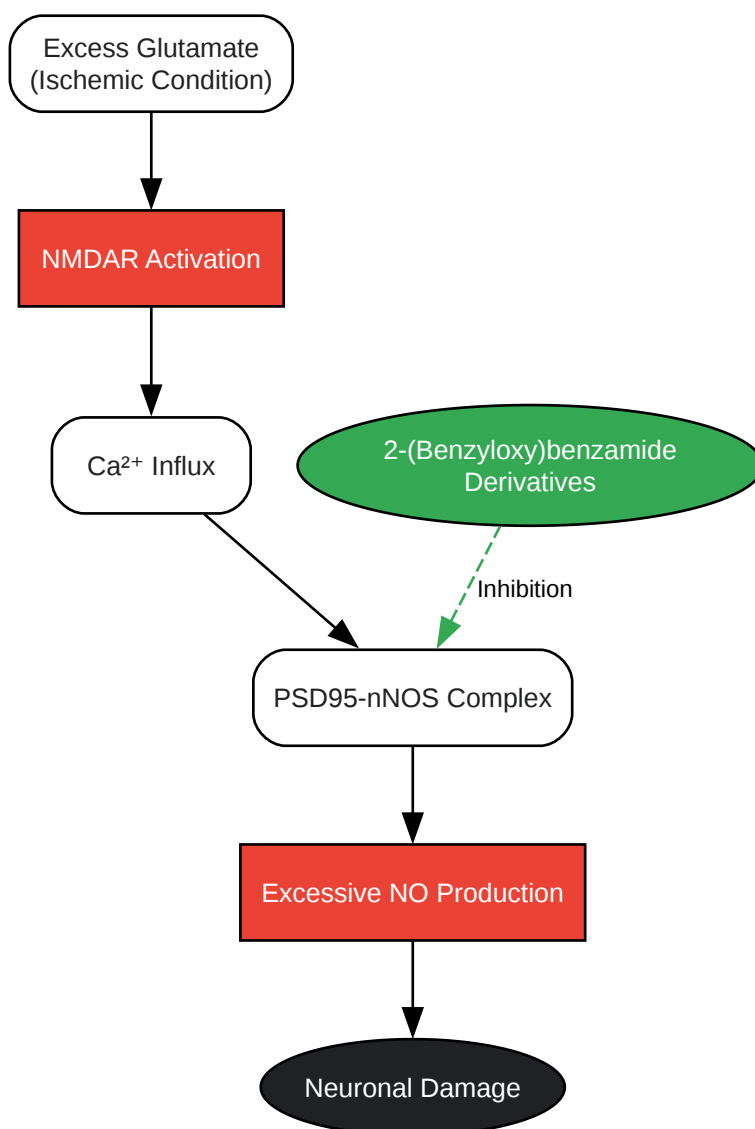 Excess Glutamate
(Ischemic Condition)
NMDAR Activation
Ca²⁺ Influx
2-(Benzyloxy)benzamide
Derivatives
Inhibition
PSD95-nNOS Complex
Excessive NO Production
Neuronal Damage